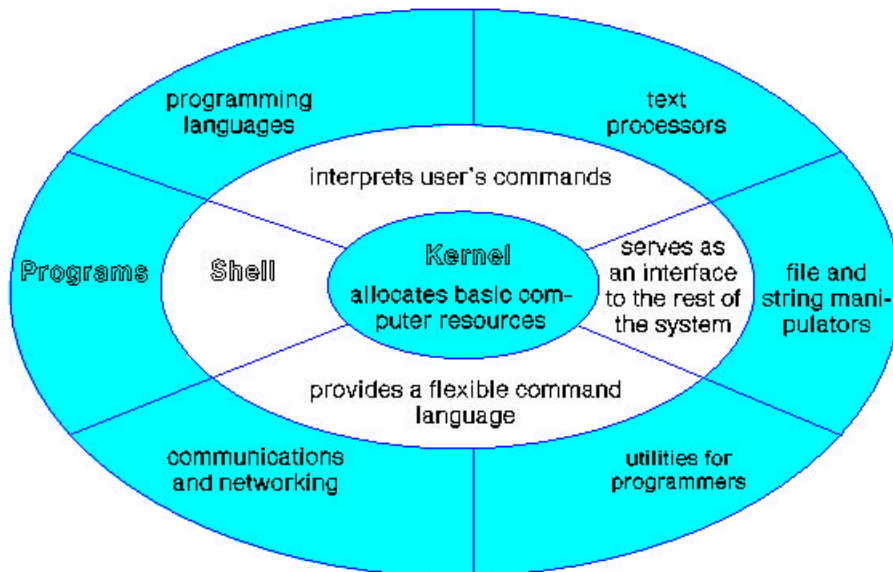 programming
languages
text
processors
interprets user's commands
Programs
Shell
Kernel
allocates basic com-
puter resources
serves as
an interface
to the rest of
the system
file and
string mani-
pulators
provides a flexible command
language
communications
and networking
utilities for
programmers